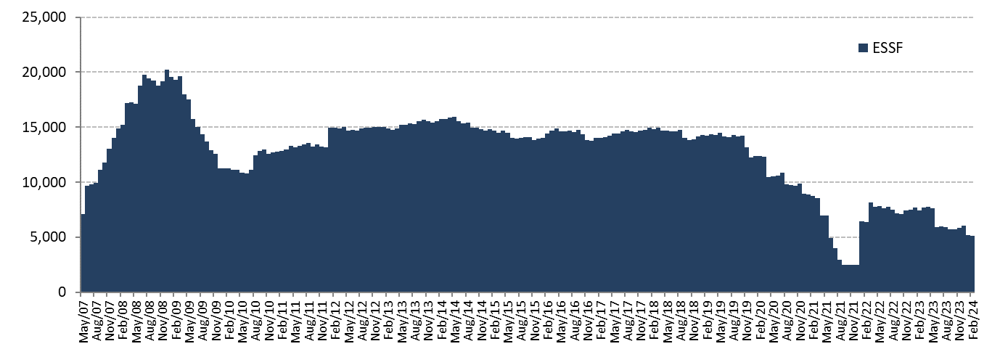 25,000
20,000
15,000
10,000
5,000
0
ESSF
May/07
Aug/07
Nov/07
Feb/08
May/08
Aug/08
Nov/08
Feb/09
May/09
Aug/09
Nov/09
Feb/10
May/10
Aug/10
Nov/10
Feb/11
May/11
Aug/11
Nov/11
Feb/12
May/12
Aug/12
Nov/12
Feb/13
May/13
Aug/13
Nov/13
Feb/14
May/14
Aug/14
Nov/14
Feb/15
May/15
Aug/15
Nov/15
Feb/16
May/16
Aug/16
Nov/16
Feb/17
May/17
Aug/17
Nov/17
Feb/18
May/18
Aug/18
Nov/18
Feb/19
May/19
Aug/19
Nov/19
Feb/20
May/20
Aug/20
Nov/20
Feb/21
May/21
Aug/21
Nov/21
Feb/22
May/22
Aug/22
Nov/22
Feb/23
May/23
Aug/23
Nov/23
Feb/24